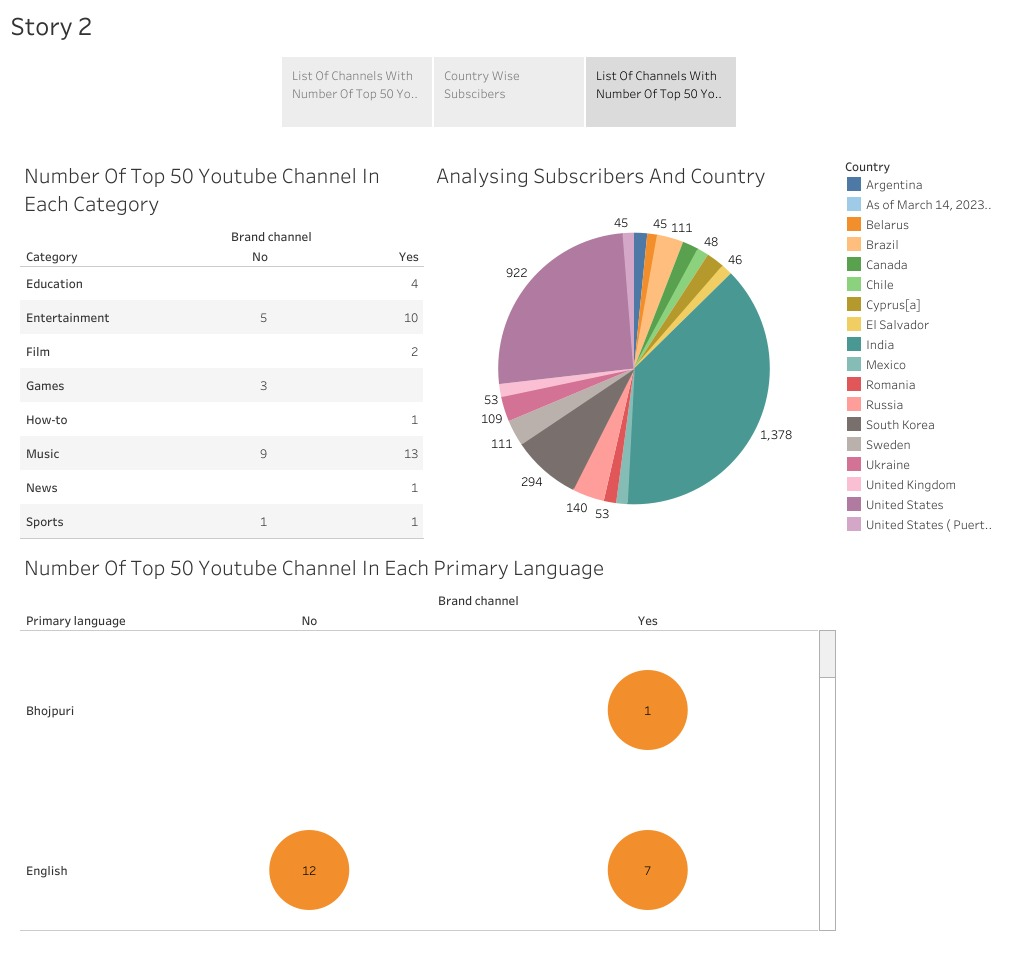 Story 2
List Of Channels With
Number Of Top 50 Yo..
Country Wise
Subscibers
List Of Channels With
Number Of Top 50 Yo..
Number Of Top 50 Youtube Channel In
Each Category
Brand channel
Category No Yes
Education 4
Entertainment 5 10
Film 2
Games 3
How-to 1
Music 9 13
News 1
Sports 1 1
Analysing Subscribers And Country
45
45
111
48
46
1,378
53
140
294
111
109
53
922
Country
Argentina
As of March 14, 2023..
Belarus
Brazil
Canada
Chile
Cyprus[a]
El Salvador
India
Mexico
Romania
Russia
South Korea
Sweden
Ukraine
United Kingdom
United States
United States ( Puert..
Number Of Top 50 Youtube Channel In Each Primary Language
Brand channel
Primary language No Yes
Bhojpuri 1
English 12 7